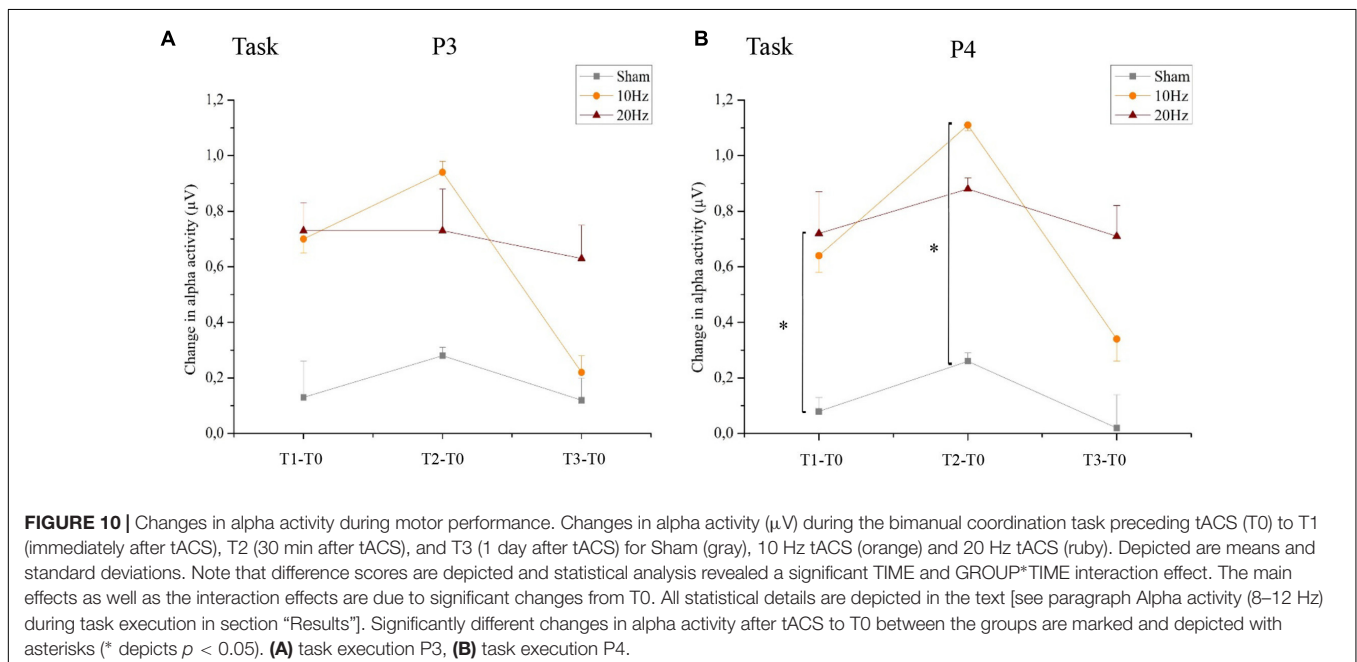 A Task P3
Sham
10Hz
20Hz
Change in alpha activity (µV)
1,2
1,0
0,8
0,6
0,4
0,2
0,0
*
T1-T0 T2-T0 T3-T0
B Task P4
Sham
10Hz
20Hz
Change in alpha activity (µV)
1,2
1,0
0,8
0,6
0,4
0,2
0,0
*
T1-T0 T2-T0 T3-T0
FIGURE 10 | Changes in alpha activity during motor performance. Changes in alpha activity (µV) during the bimanual coordination task preceding tACS (T0) to T1
(immediately after tACS), T2 (30 min after tACS), and T3 (1 day after tACS) for Sham (gray), 10 Hz tACS (orange) and 20 Hz tACS (ruby). Depicted are means and
standard deviations. Note that difference scores are depicted and statistical analysis revealed a significant TIME and GROUP*TIME interaction effect. The main
effects as well as the interaction effects are due to significant changes from T0. All statistical details are depicted in the text [see paragraph Alpha activity (8–12 Hz)
during task execution in section “Results”]. Significantly different changes in alpha activity after tACS to T0 between the groups are marked and depicted with
asterisks (* depicts p < 0.05). (A) task execution P3, (B) task execution P4.